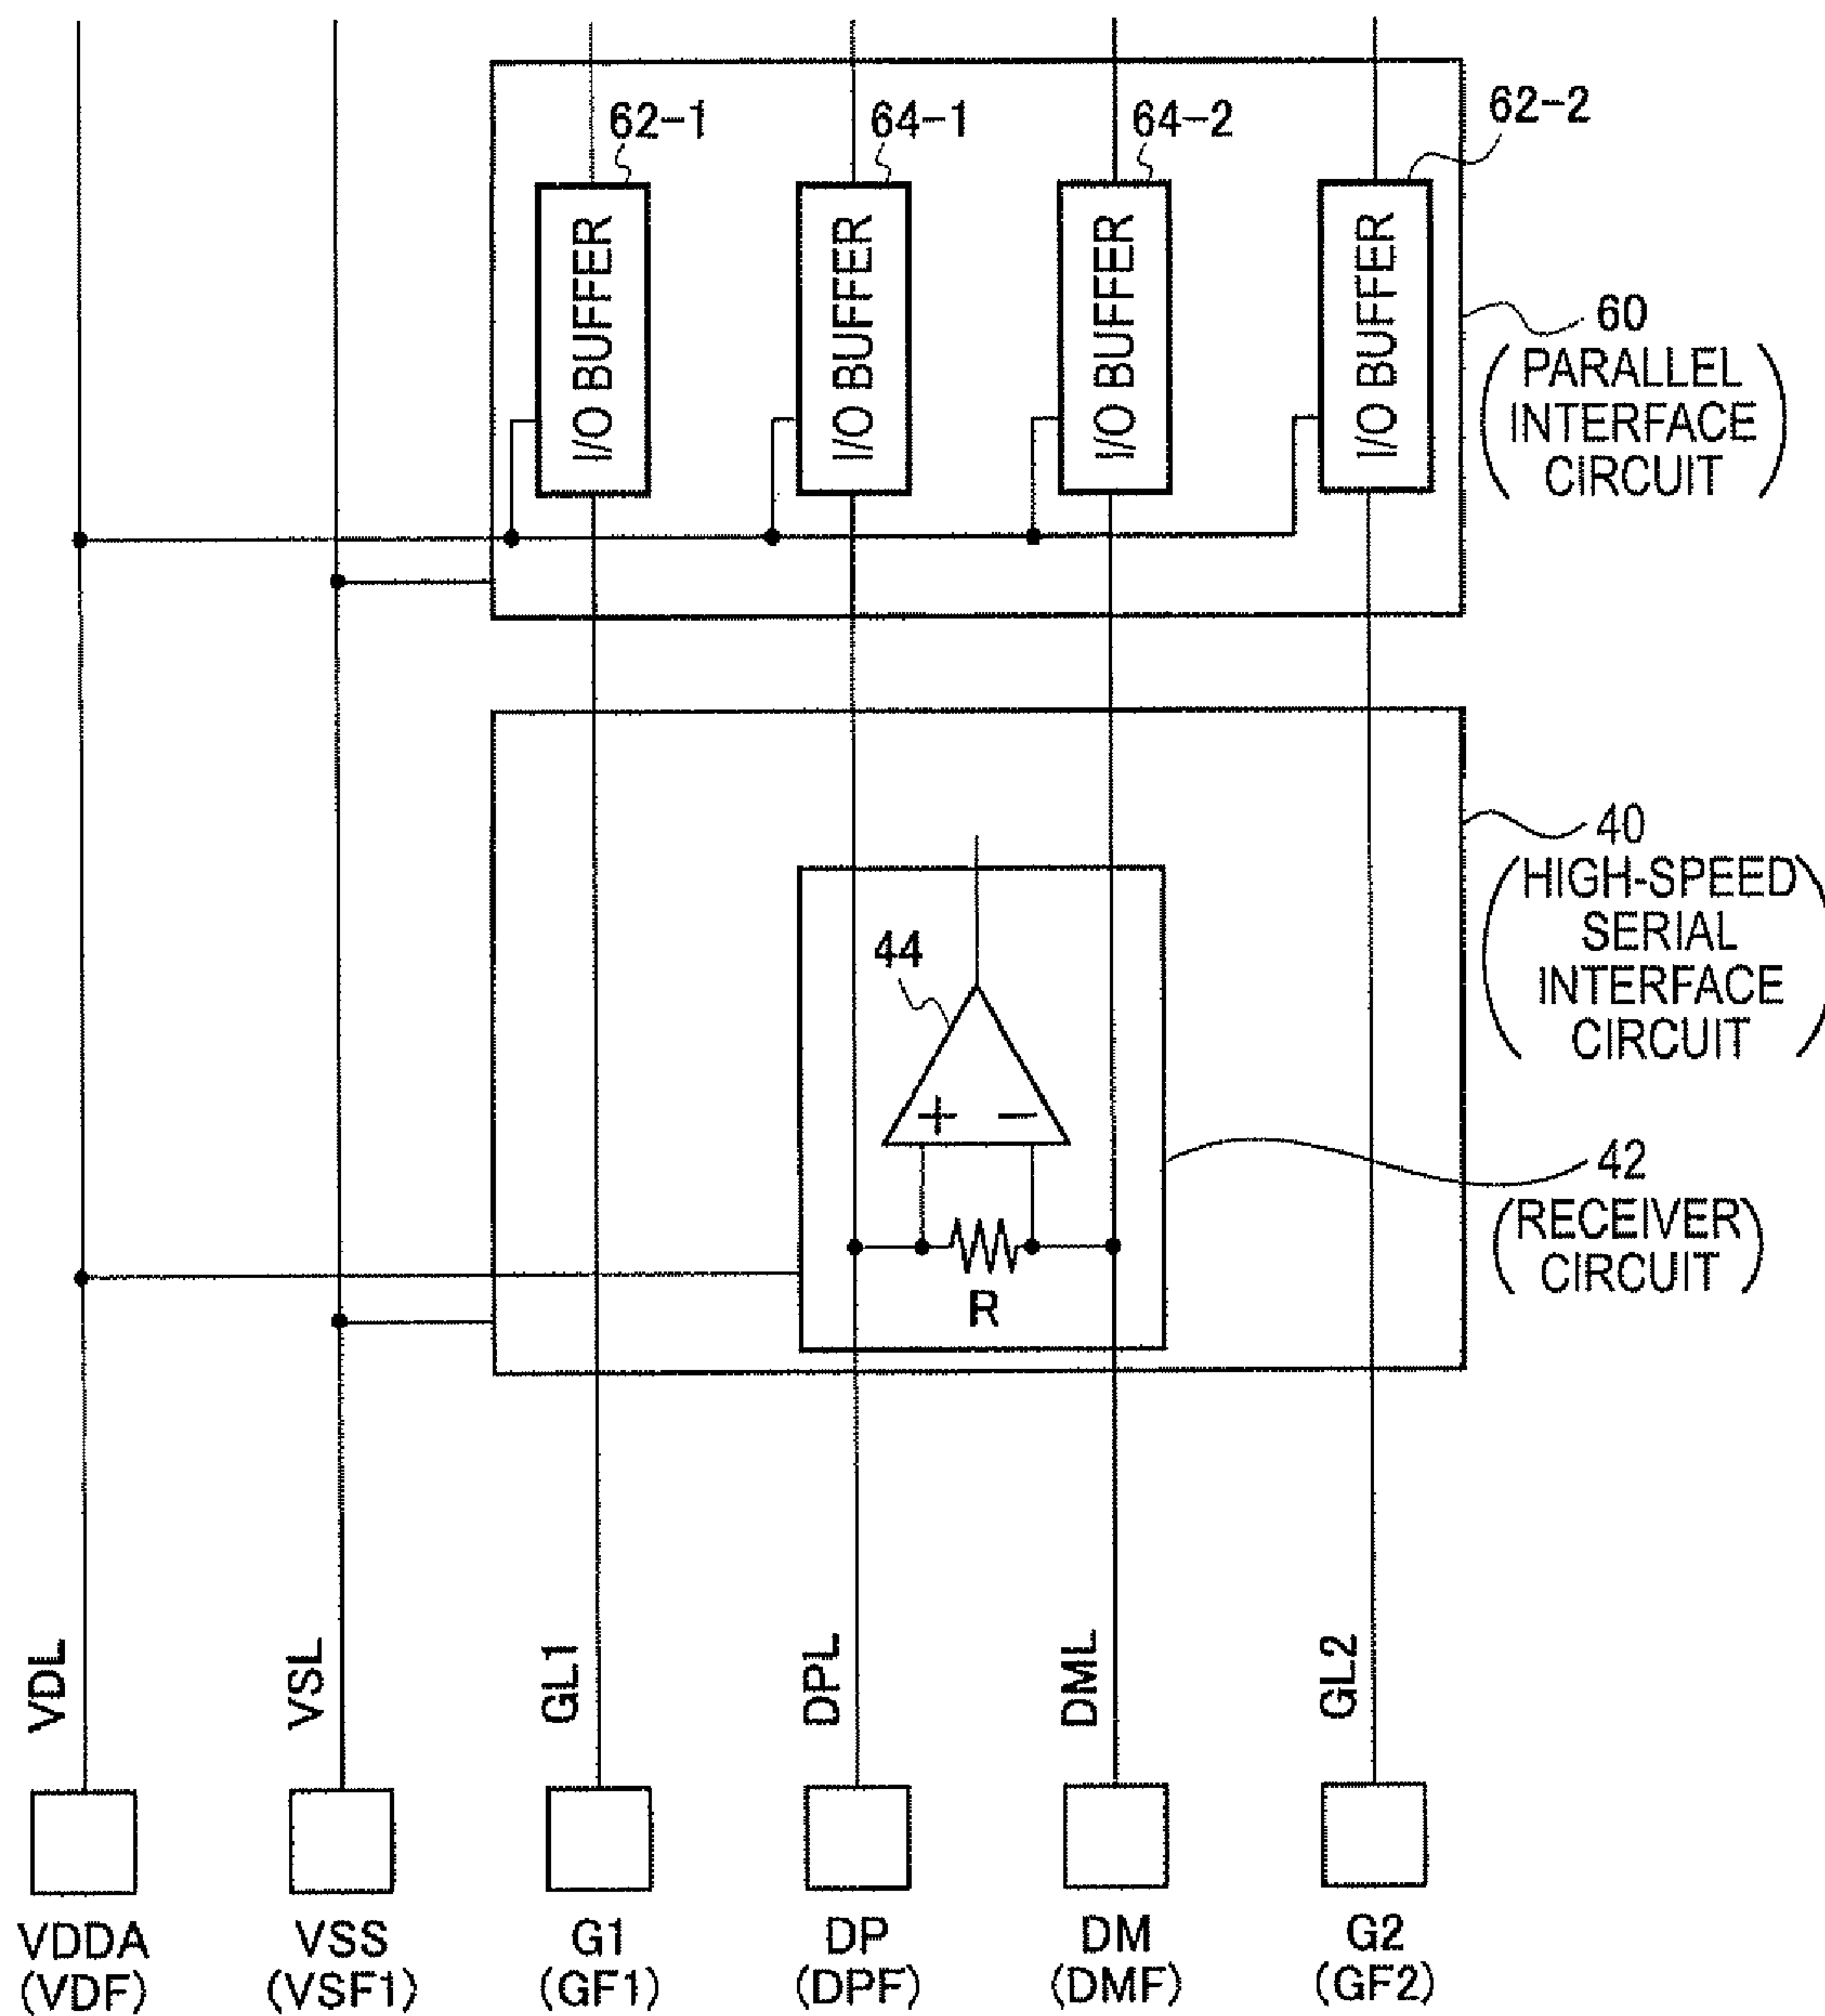 62-1
64-1
64-2
62-2
I/O BUFFER
I/O BUFFER
I/O BUFFER
I/O BUFFER
60
(PARALLEL
INTERFACE
CIRCUIT)
40
(HIGH-SPEED
SERIAL
INTERFACE
CIRCUIT)
44
+ −
42
(RECEIVER
CIRCUIT)
R
VDL
VSL
GL1
DPL
DML
GL2
VDDA
(VDF)
VSS
(VSF1)
G1
(GF1)
DP
(DPF)
DM
(DMF)
G2
(GF2)